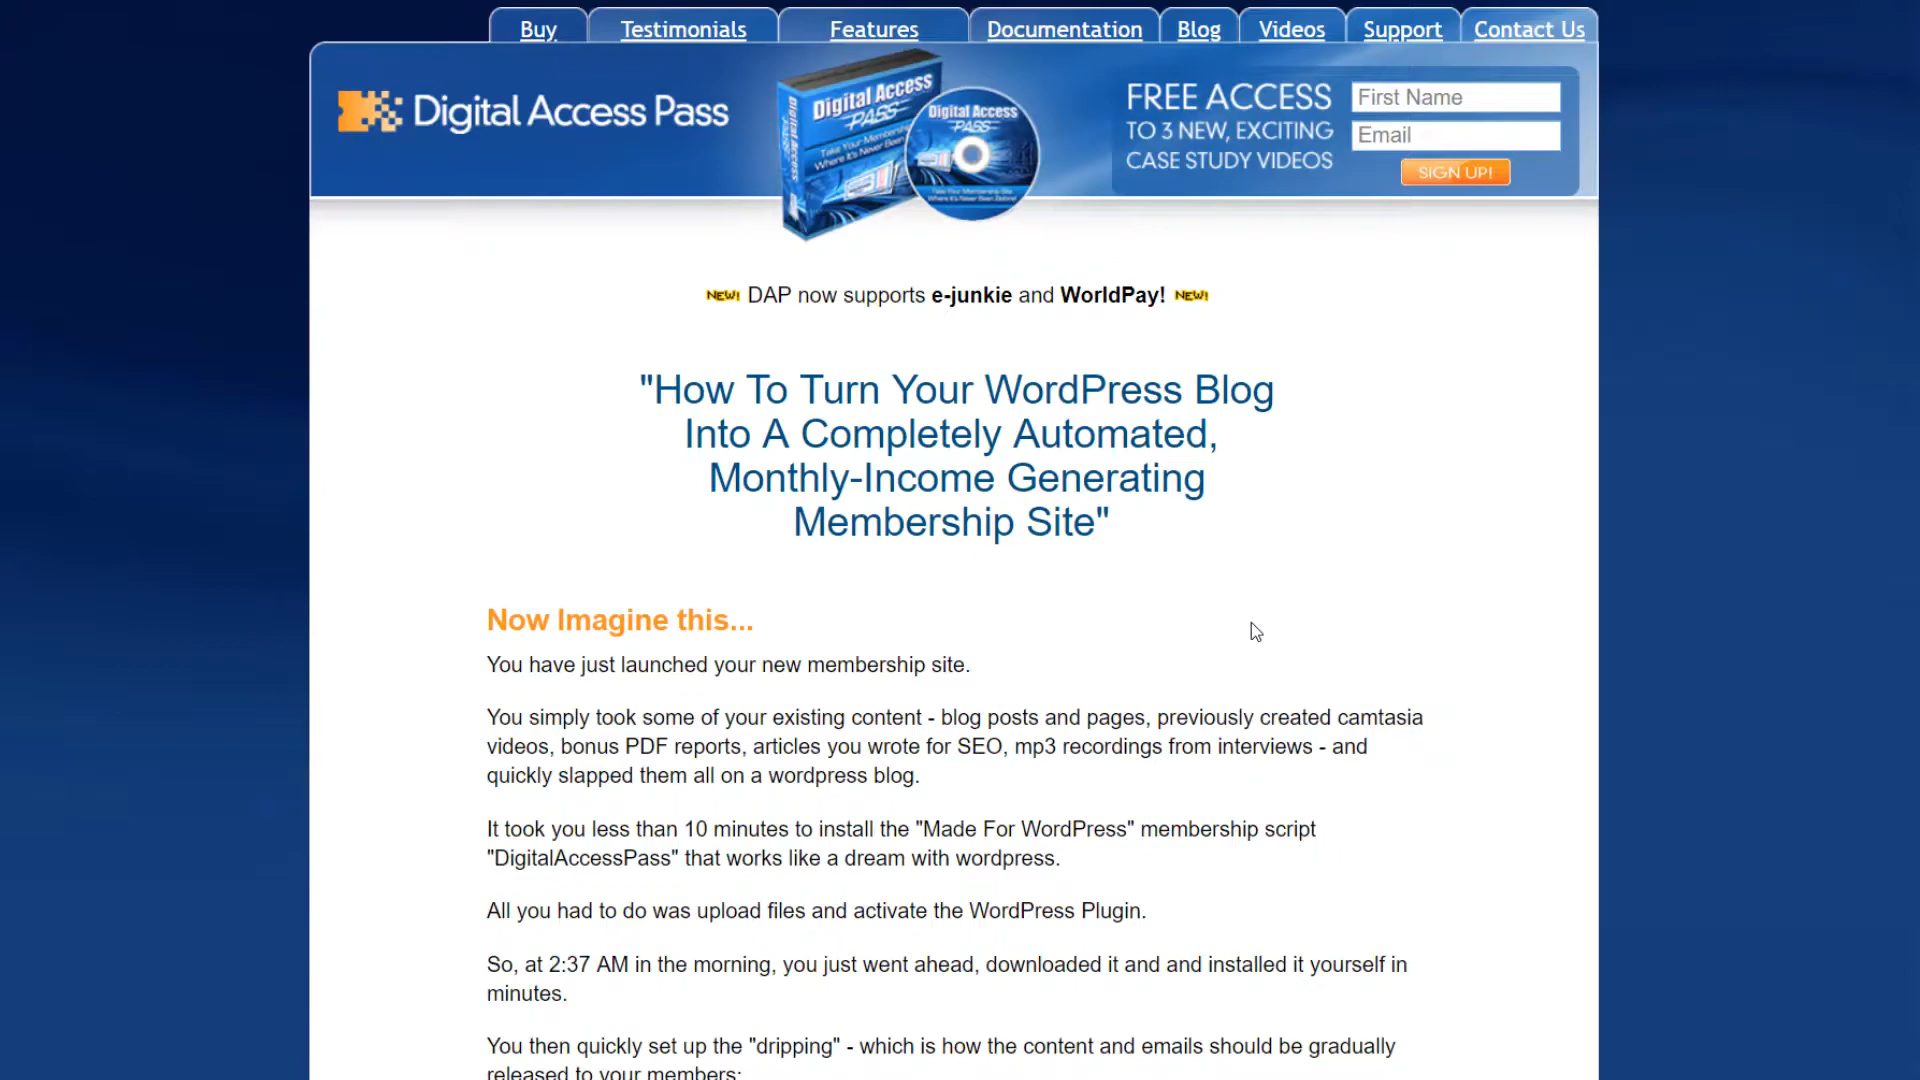 Buy Testimonials Features Documentation Blog Videos Support Contact Us
Digital Access Pass
Digital Access
PASS
Digital Access
PASS
Digital Access
FREE ACCESS
TO 3 NEW, EXCITING
CASE STUDY VIDEOS
First Name
Email
SIGN UP!
NEW! DAP now supports e-junkie and WorldPay! NEW!
"How To Turn Your WordPress Blog
Into A Completely Automated,
Monthly-Income Generating
Membership Site"
Now Imagine this...
You have just launched your new membership site.
You simply took some of your existing content - blog posts and pages, previously created camtasia
videos, bonus PDF reports, articles you wrote for SEO, mp3 recordings from interviews - and
quickly slapped them all on a wordpress blog.
It took you less than 10 minutes to install the "Made For WordPress" membership script
"DigitalAccessPass" that works like a dream with wordpress.
All you had to do was upload files and activate the WordPress Plugin.
So, at 2:37 AM in the morning, you just went ahead, downloaded it and and installed it yourself in
minutes.
You then quickly set up the "dripping" - which is how the content and emails should be gradually
released to your members: